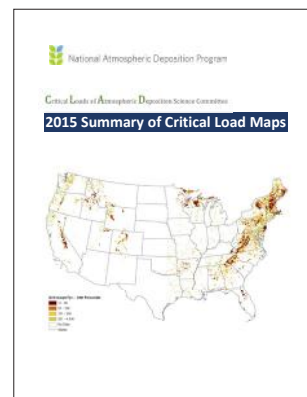 National Atmospheric Deposition Program
Critical Loads of Atmospheric Deposition Science Committee
2015 Summary of Critical Load Maps